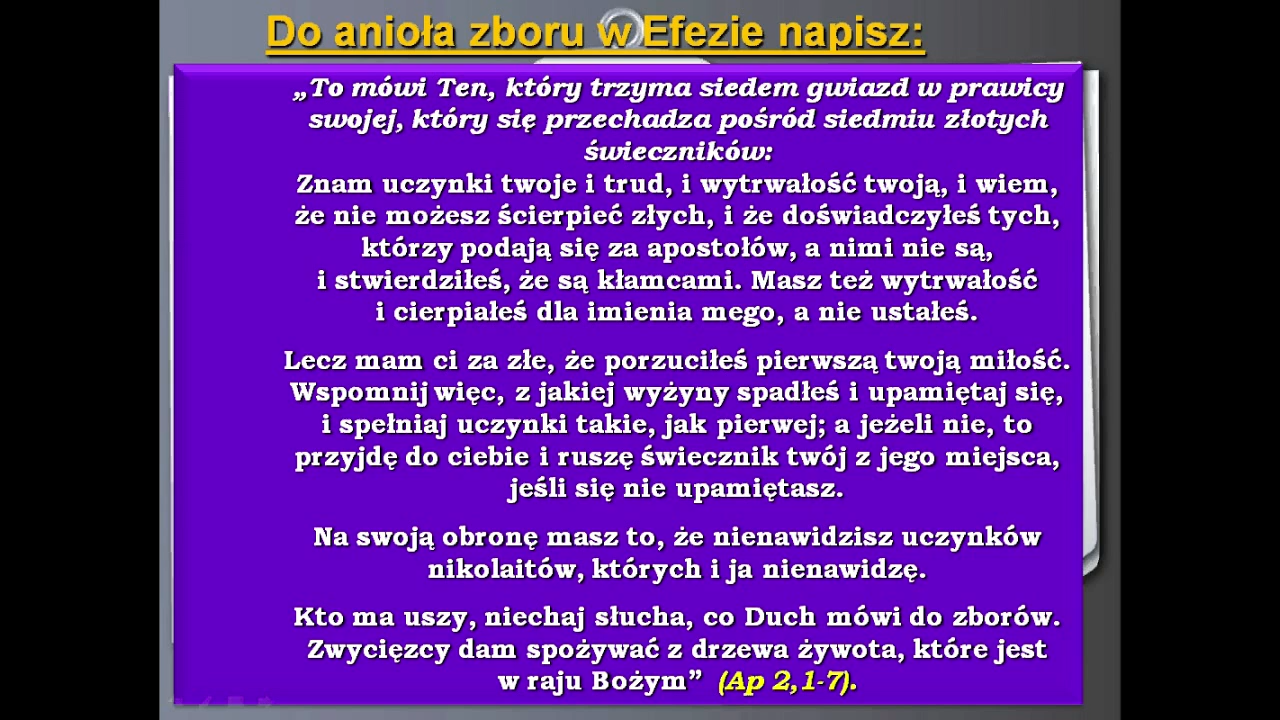 Do anioła zboru w Efezie napisz:
„To mówi Ten, który trzyma siedem gwiazd w prawicy
swojej, który się przechadza pośród siedmiu złotych
świeczników:
Znam uczynki twoje i trud, i wytrwałość twoją, i wiem,
że nie możesz ścierpieć złych, i że doświadczyłeś tych,
którzy podają się za apostołów, a nimi nie są,
i stwierdziłeś, że są kłamcami. Masz też wytrwałość
i cierpiałeś dla imienia mego, a nie ustałeś.
Lecz mam ci za złe, że porzuciłeś pierwszą twoją miłość.
Wspomnij więc, z jakiej wyżyny spadłeś i upamiętaj się,
i spełniaj uczynki takie, jak pierwej; a jeżeli nie, to
przyjdę do ciebie i ruszę świecznik twój z jego miejsca,
jeśli się nie upamiętasz.
Na swoją obronę masz to, że nienawidzisz uczynków
nikolaitów, których i ja nienawidzę.
Kto ma uszy, niechaj słucha, co Duch mówi do zborów.
Zwycięzcy dam spożywać z drzewa żywota, które jest
w raju Bożym” (Ap 2,1-7).